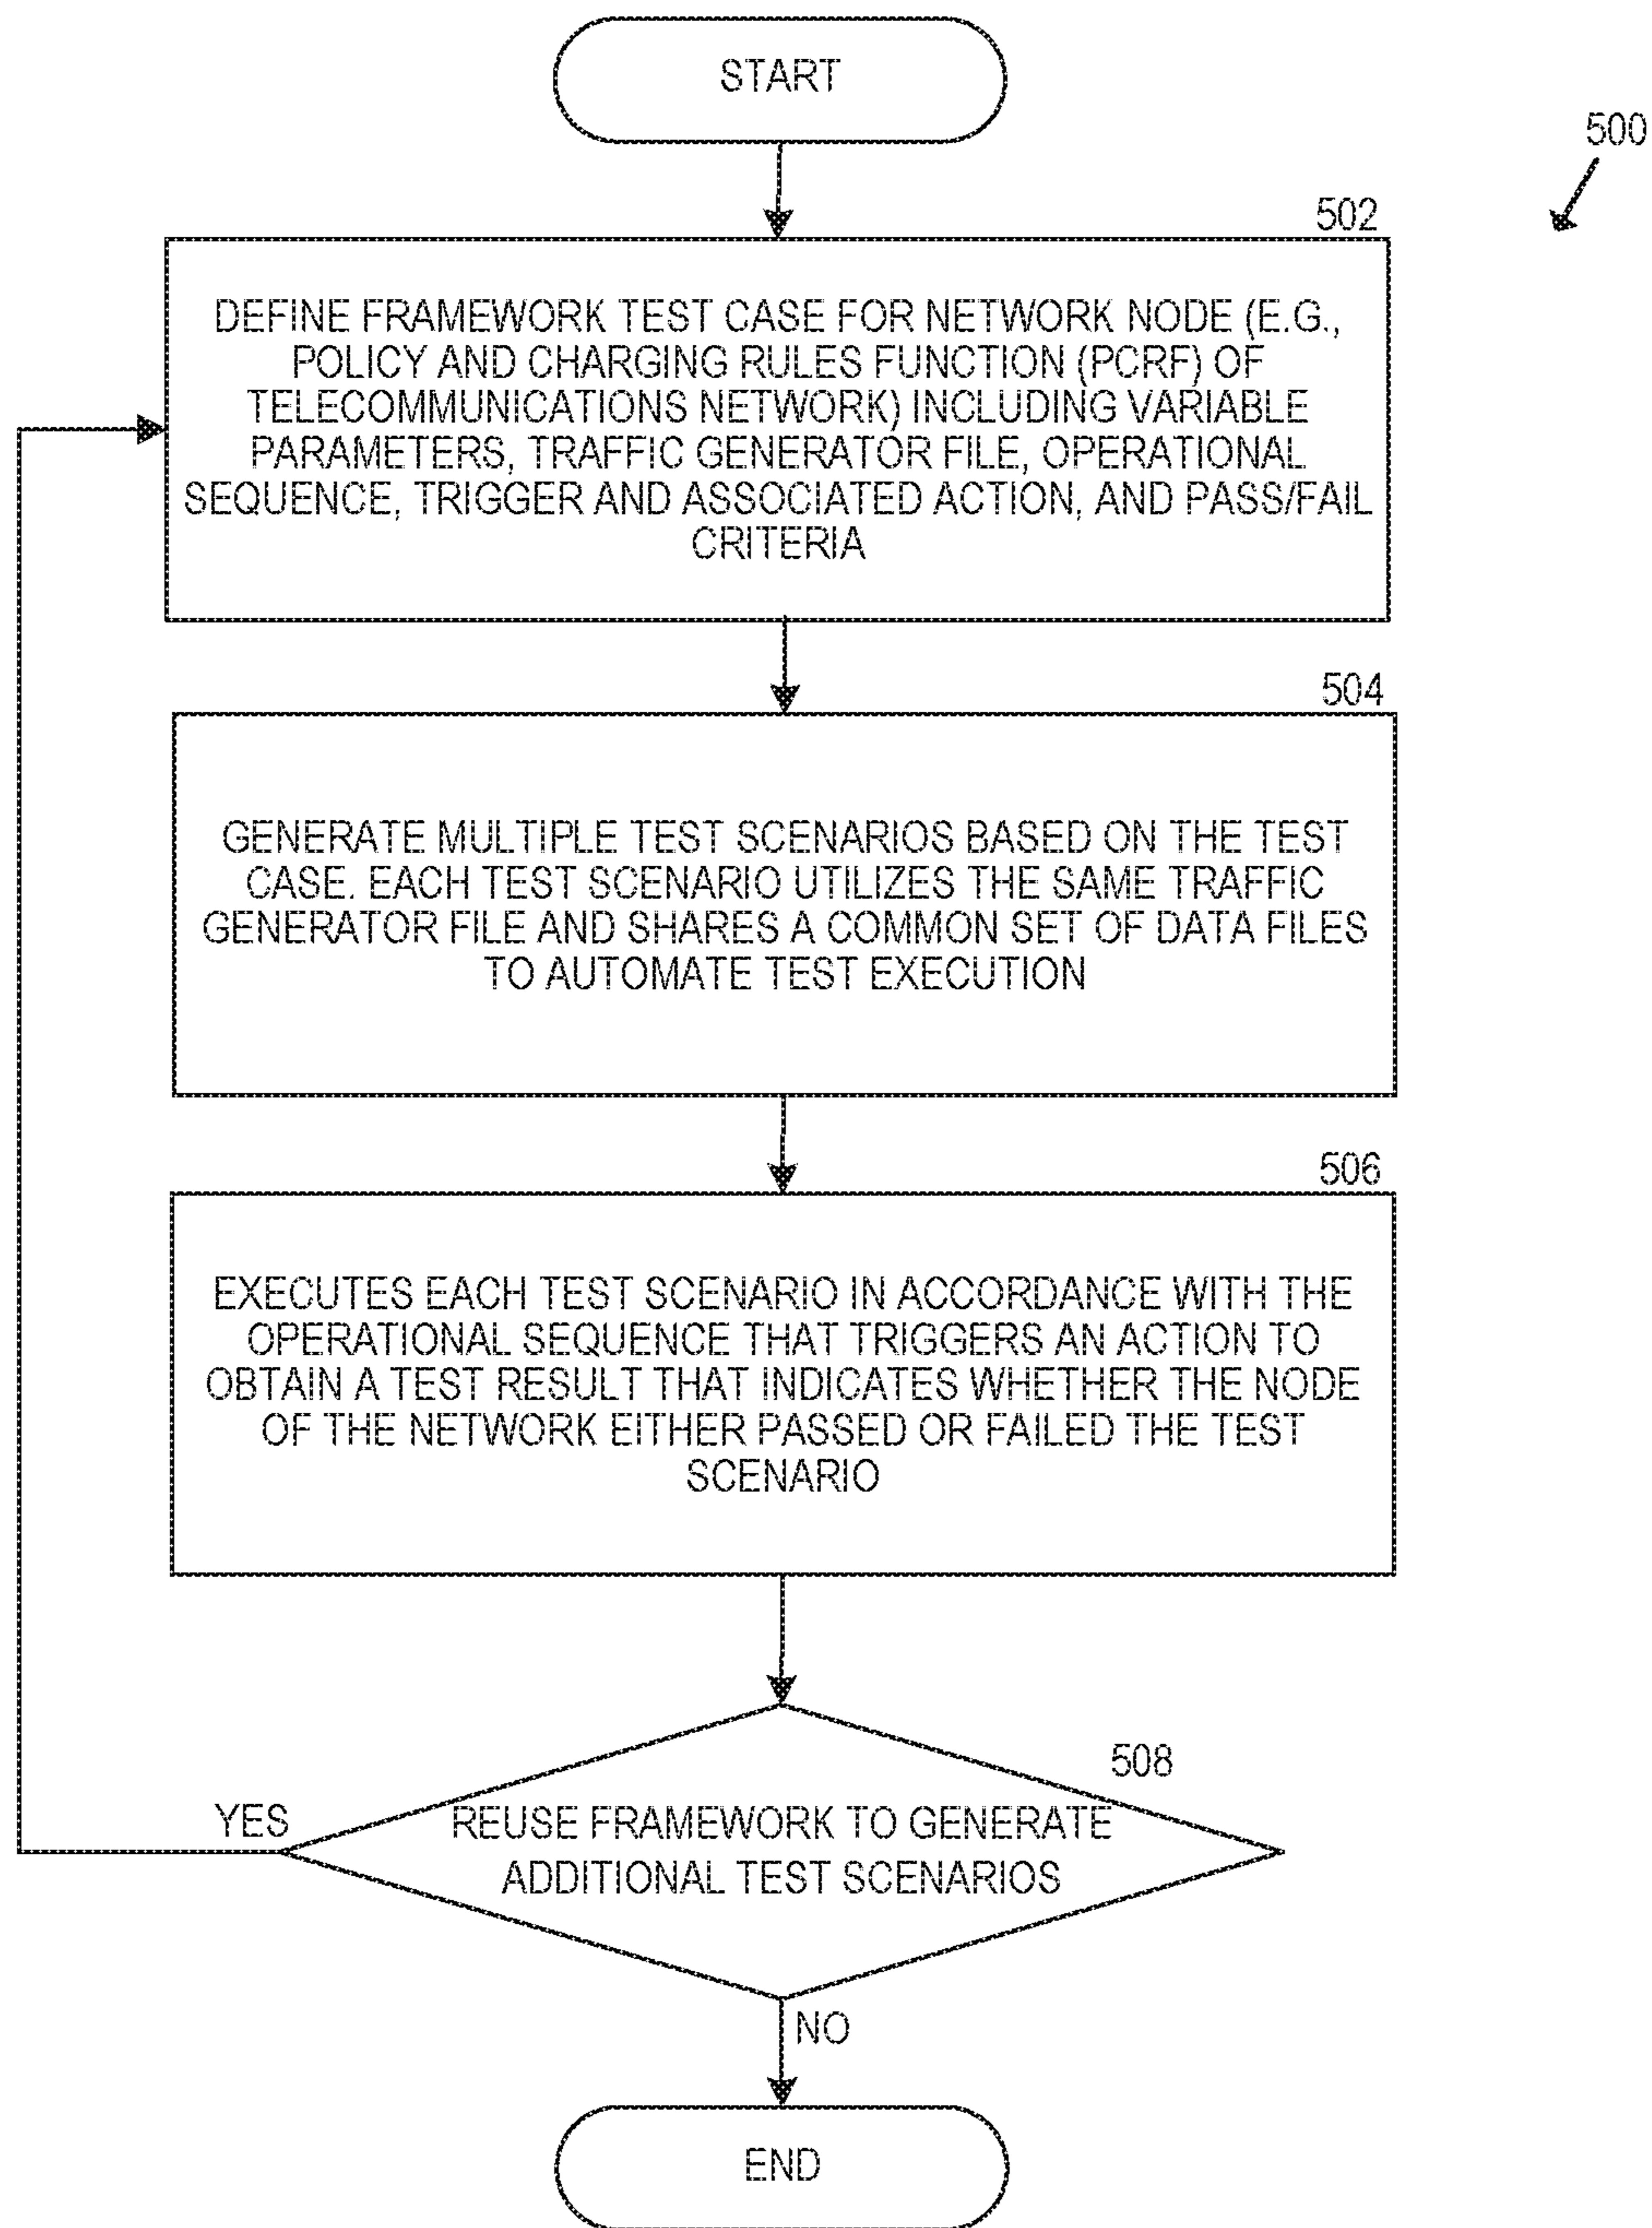 START
500
502
DEFINE FRAMEWORK TEST CASE FOR NETWORK NODE (E.G.,
POLICY AND CHARGING RULES FUNCTION (PCRF) OF
TELECOMMUNICATIONS NETWORK) INCLUDING VARIABLE
PARAMETERS, TRAFFIC GENERATOR FILE, OPERATIONAL
SEQUENCE, TRIGGER AND ASSOCIATED ACTION, AND PASS/FAIL
CRITERIA
504
GENERATE MULTIPLE TEST SCENARIOS BASED ON THE TEST
CASE. EACH TEST SCENARIO UTILIZES THE SAME TRAFFIC
GENERATOR FILE AND SHARES A COMMON SET OF DATA FILES
TO AUTOMATE TEST EXECUTION
506
EXECUTES EACH TEST SCENARIO IN ACCORDANCE WITH THE
OPERATIONAL SEQUENCE THAT TRIGGERS AN ACTION TO
OBTAIN A TEST RESULT THAT INDICATES WHETHER THE NODE
OF THE NETWORK EITHER PASSED OR FAILED THE TEST
SCENARIO
508
YES
REUSE FRAMEWORK TO GENERATE
ADDITIONAL TEST SCENARIOS
NO
END